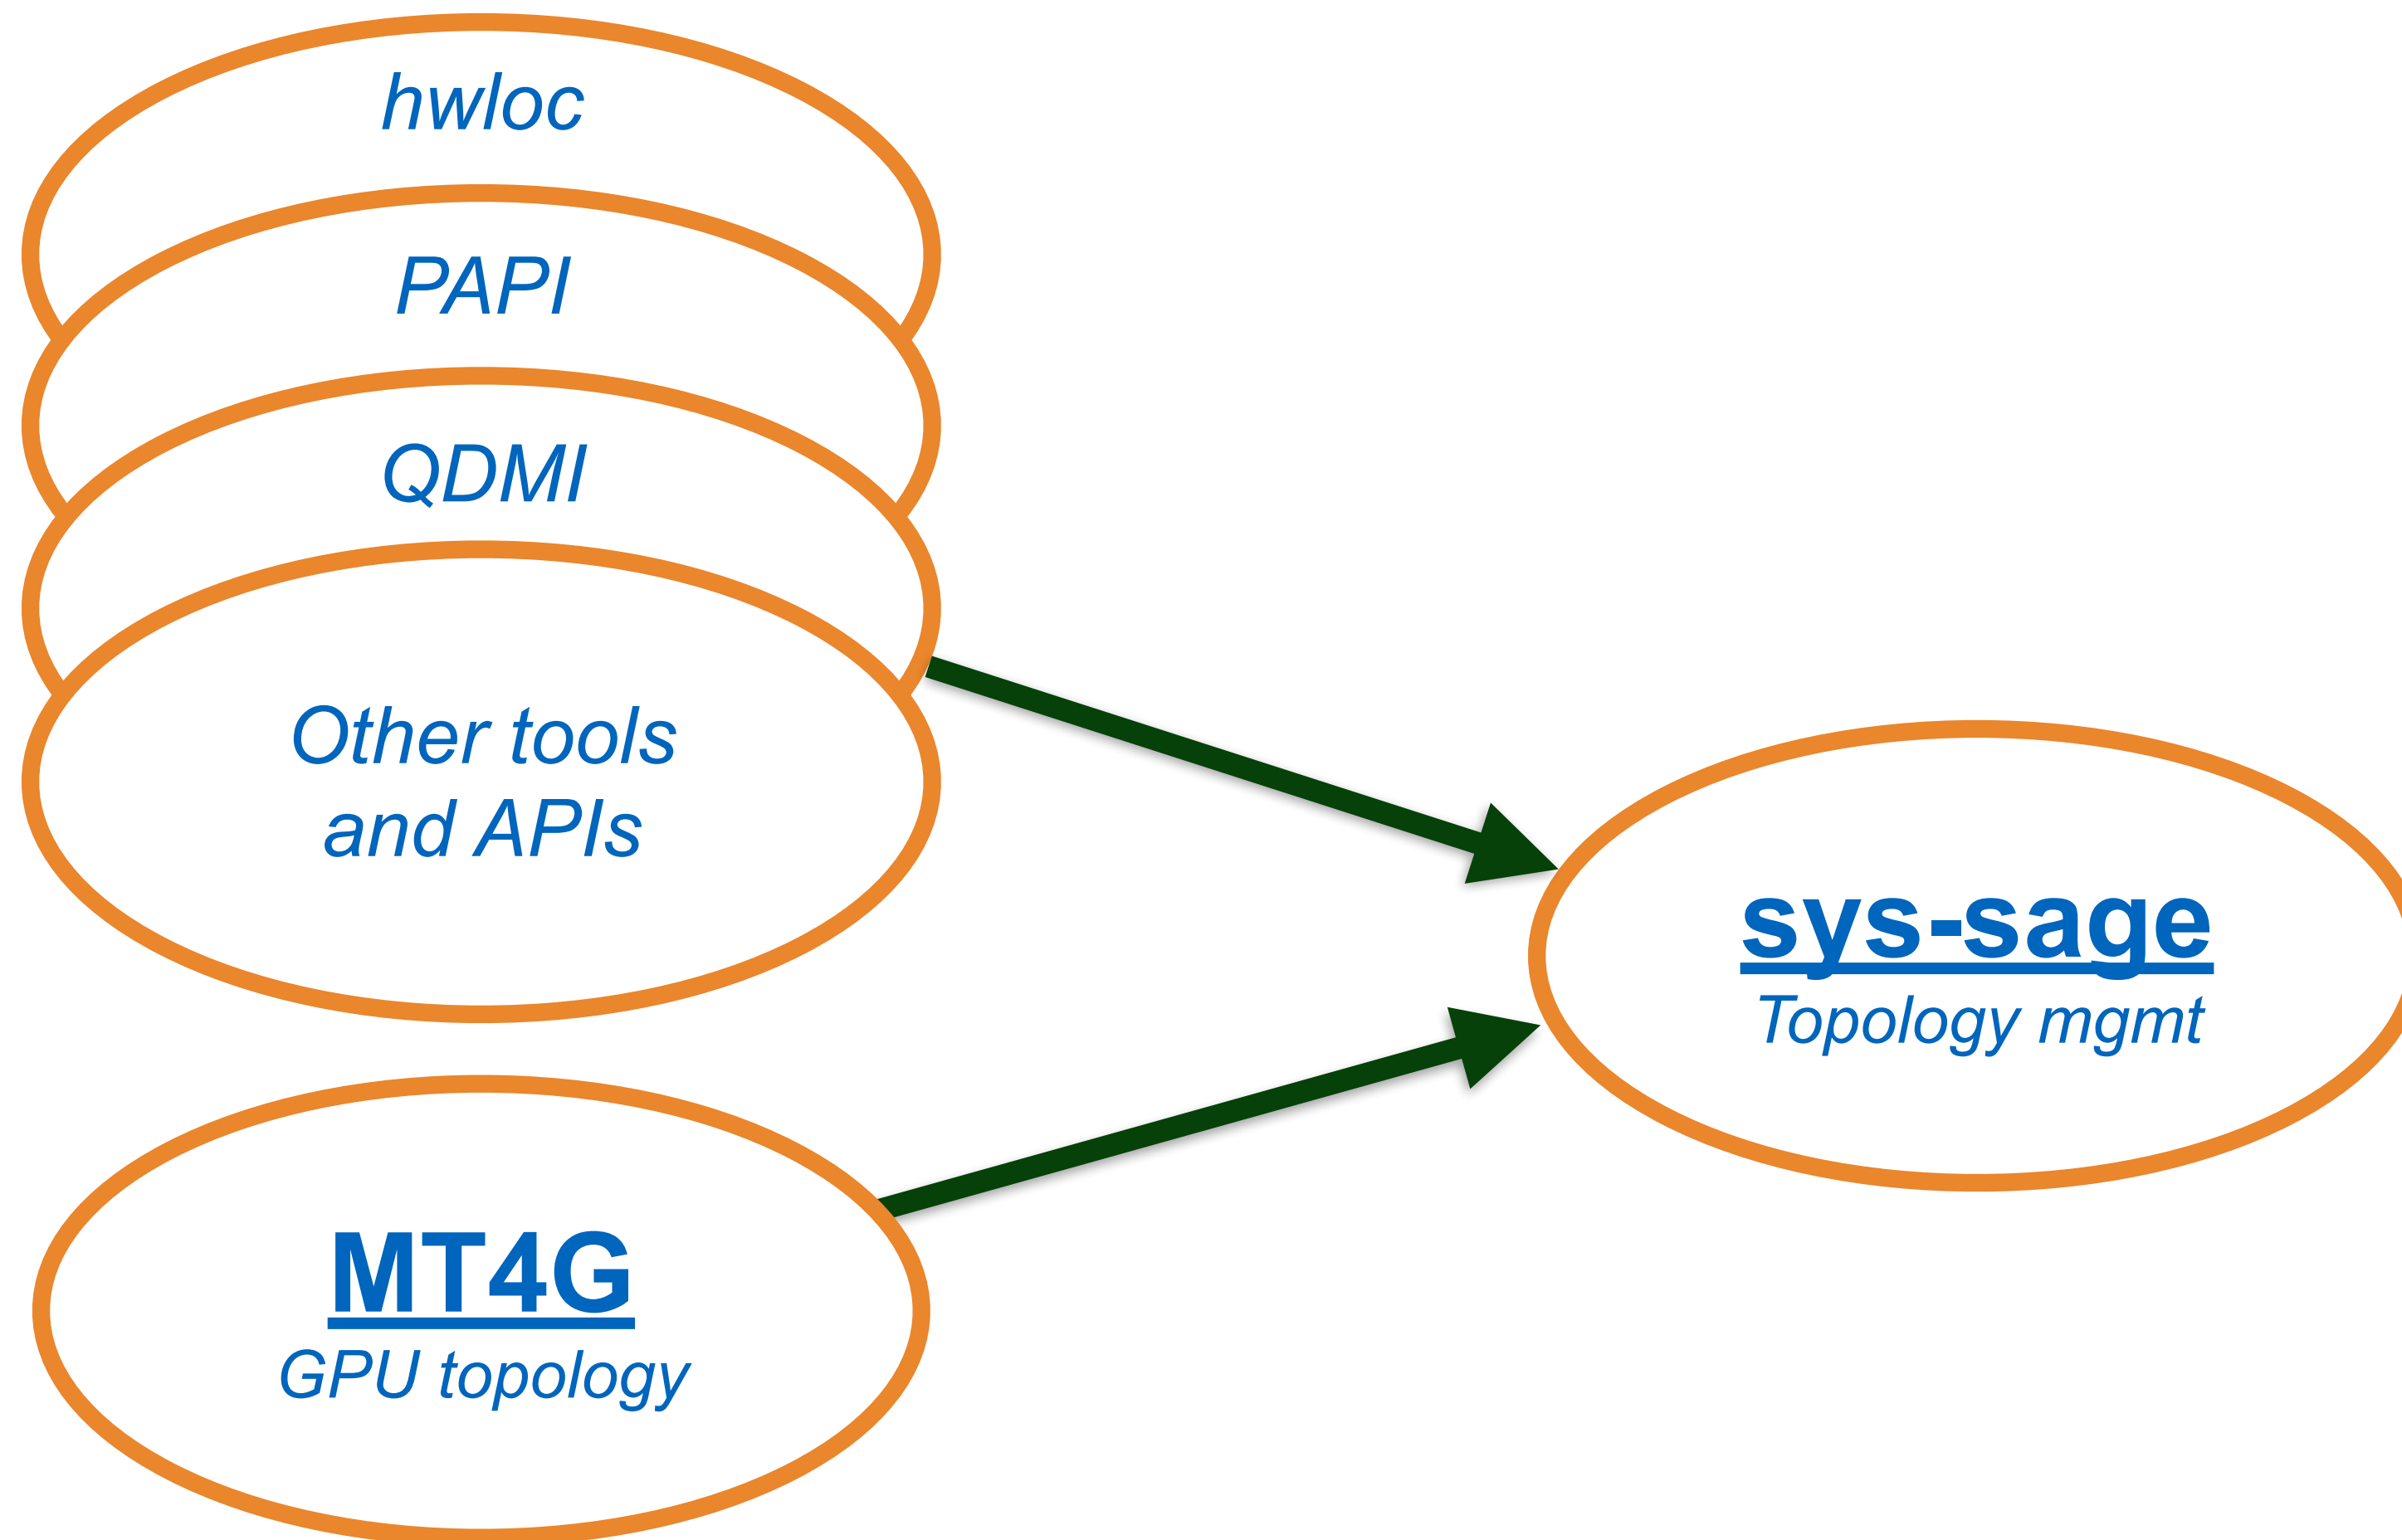 hwloc
PAPI
QDMI
Other tools
and APIs
sys-sage
Topology mgmt
MT4G
GPU topology